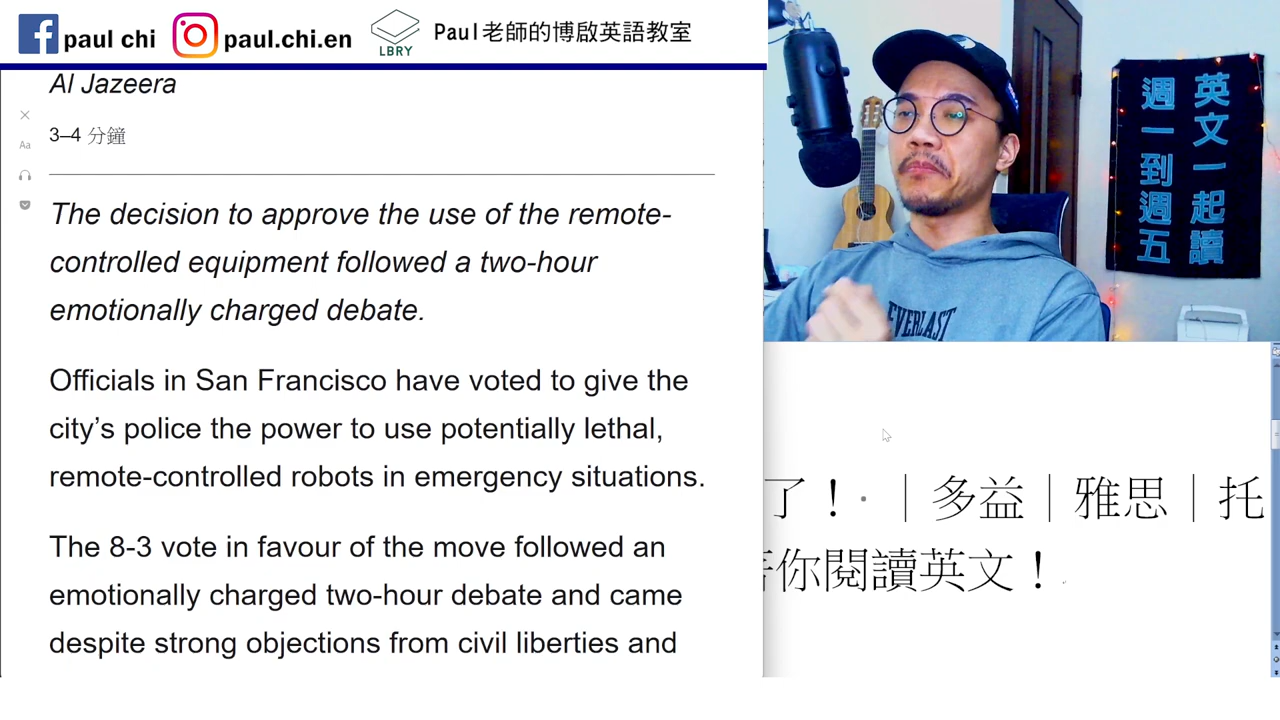 paul chi
paul.chi.en
LBRY
Paul老師的博啟英語教室
Al Jazeera
3–4 分鐘
Aa
The decision to approve the use of the remote-
controlled equipment followed a two-hour
emotionally charged debate.
Officials in San Francisco have voted to give the
city’s police the power to use potentially lethal,
remote-controlled robots in emergency situations.
The 8-3 vote in favour of the move followed an
emotionally charged two-hour debate and came
despite strong objections from civil liberties and
英文一起讀
週一到週五
EVERLAST
了！｜多益｜雅思｜托
你閱讀英文！